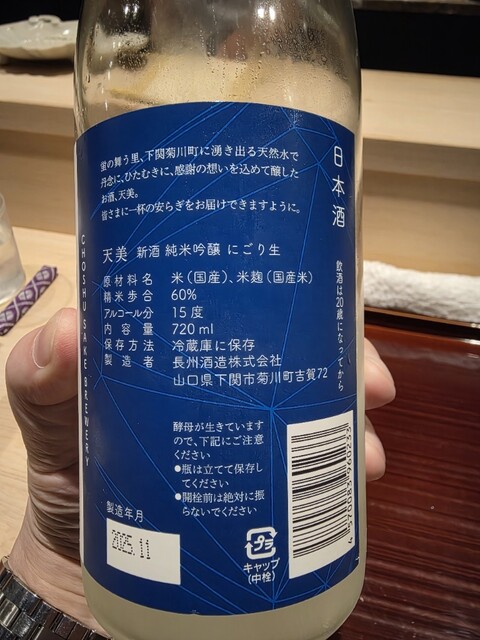 蛍の舞う里、下関菊川町に湧き出る天然水で
丹念に、ひたむきに、感謝の想いを込めて醸した
お酒、天美。
皆さまに一杯の安らぎをお届けできますように。
日本酒
天美 新酒 純米吟醸 にごり生
原材料名 米(国産)、米麹(国産米)
精米歩合 60%
アルコール分 15度
内容量 720ml
保存方法 冷蔵庫に保存
製造者 長州酒造株式会社
山口県下関市菊川町吉賀72
飲酒は20歳になってから
CHOSHU SAKE BREWERY
酵母が生きています
ので、下記にご注意
ください
●瓶は立てて保存し
てください
●開栓前は絶対に振
らないでください
製造年月
2025.11
プラ
キャップ
(中栓)
4570083960233